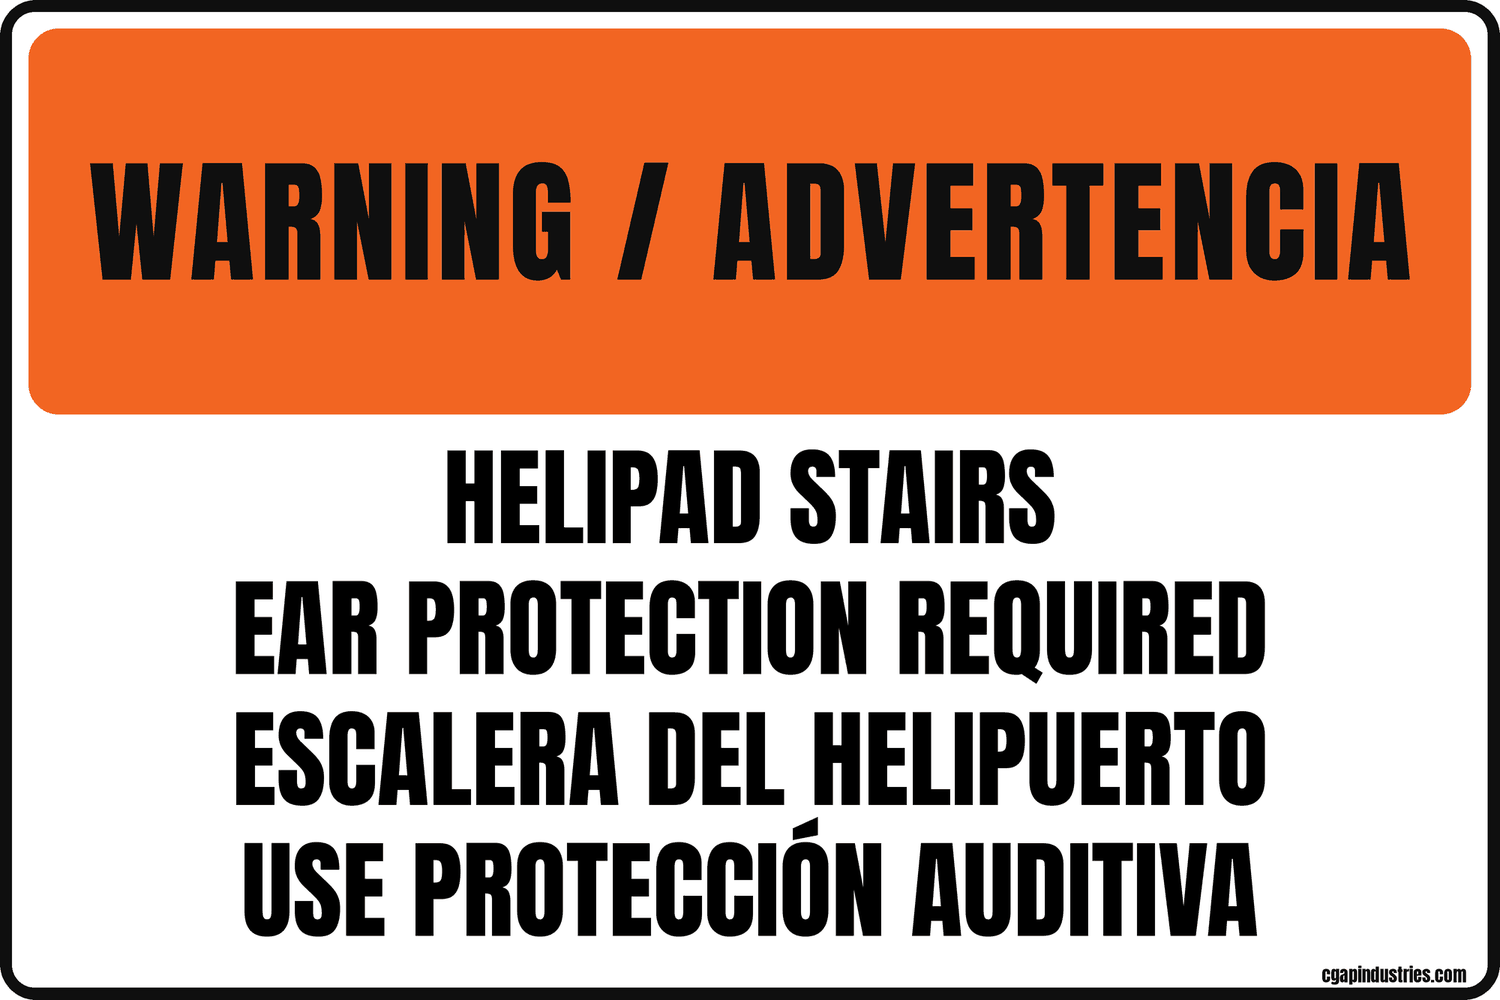 WARNING / ADVERTENCIA
HELIPAD STAIRS
EAR PROTECTION REQUIRED
ESCALERA DEL HELIPUERTO
USE PROTECCIÓN AUDITIVA
cgapindustries.com